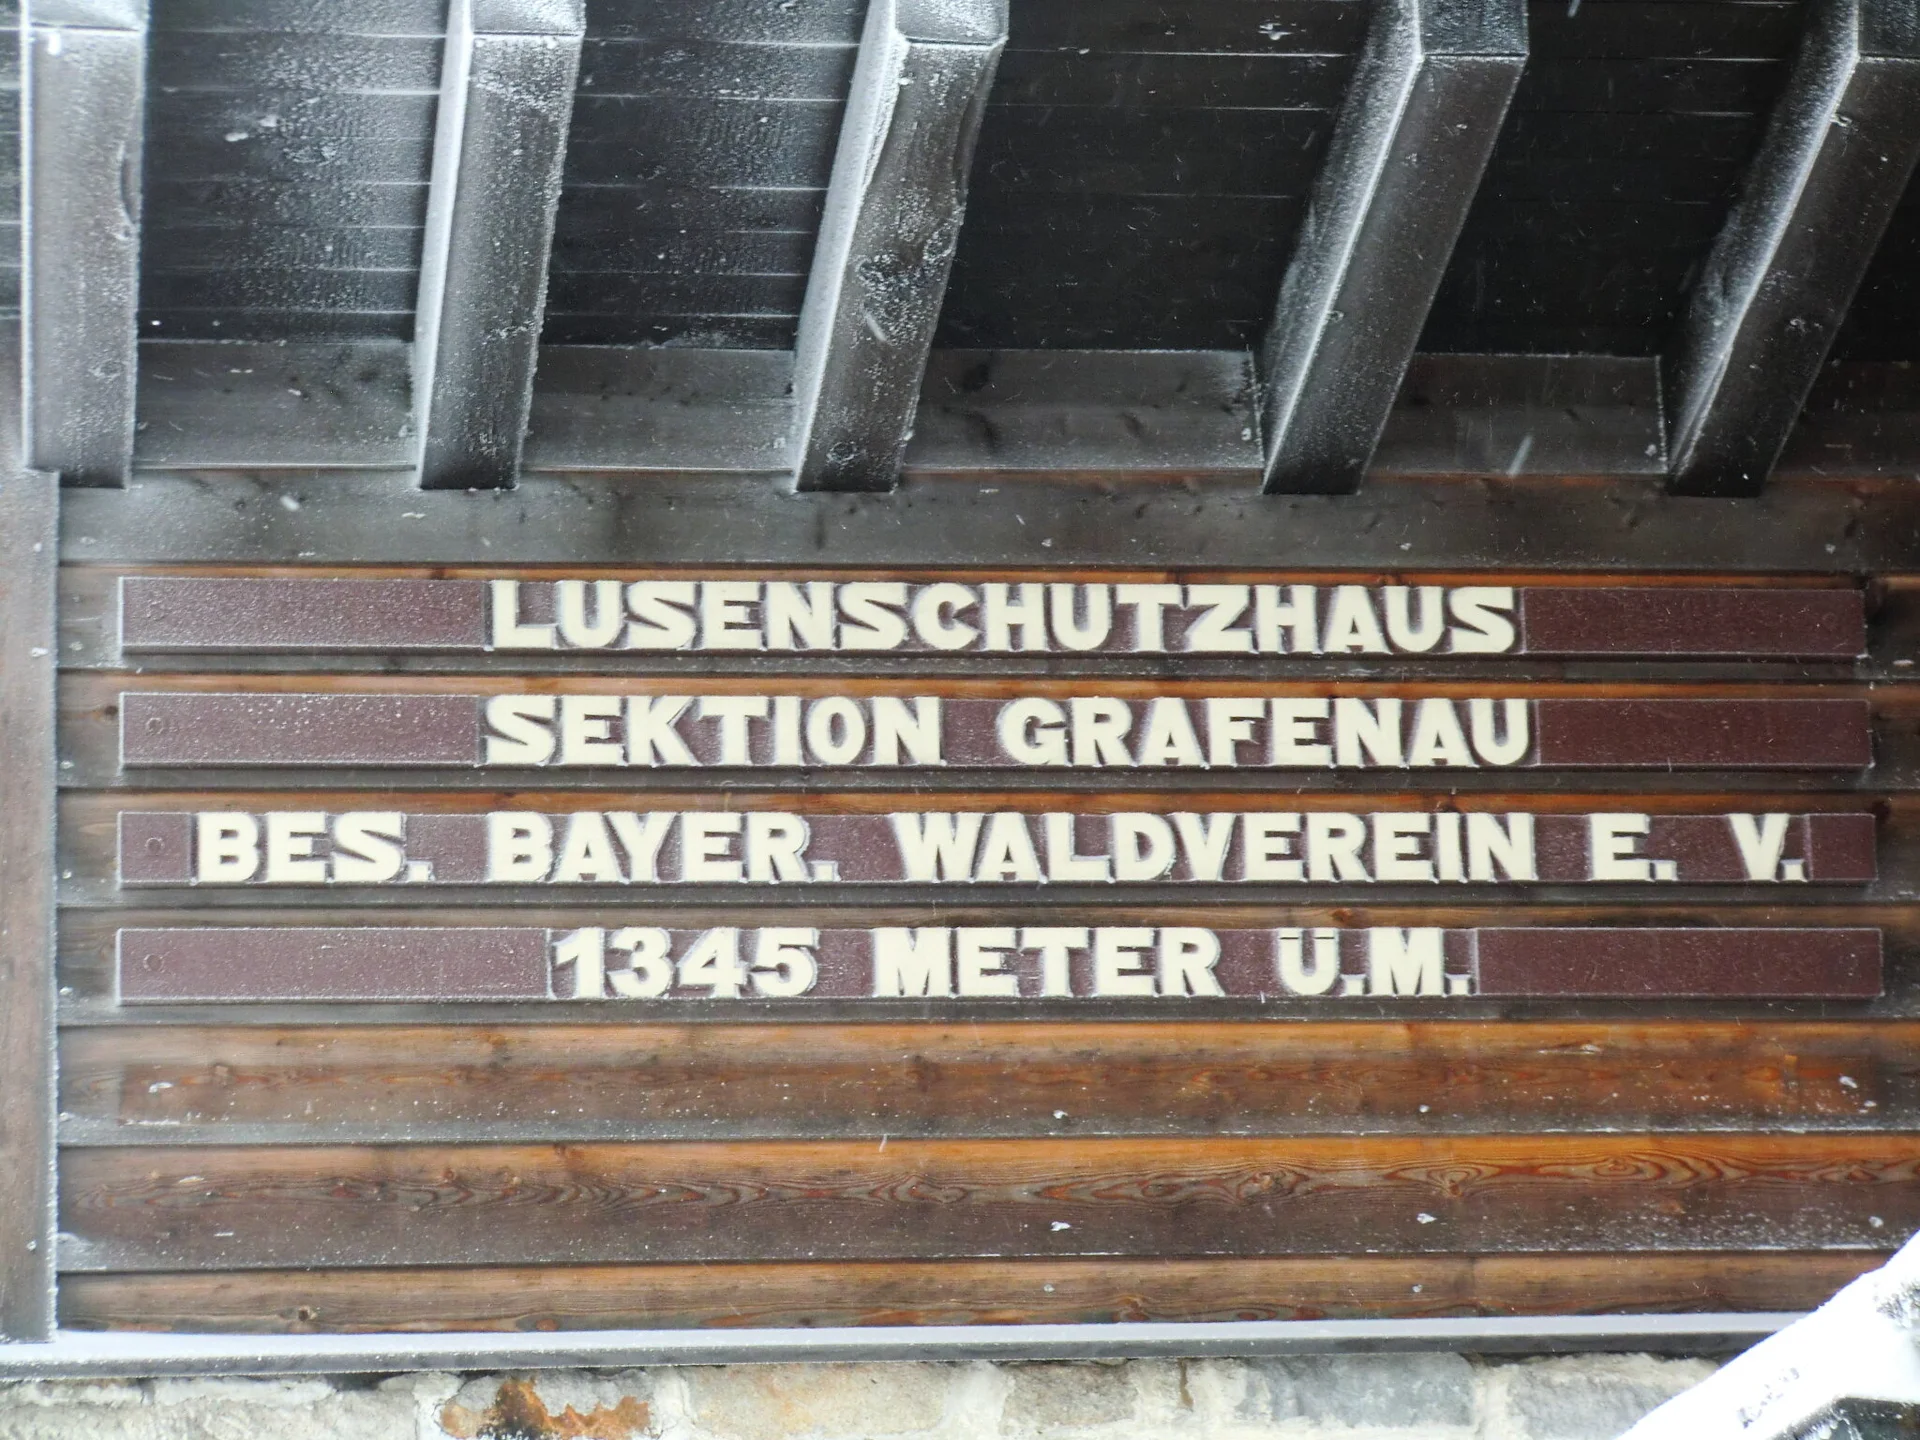 LUSENSCHUTZHAUS
SEKTION GRAFENAU
BES. BAYER. WALDVEREIN E. V.
1345 METER Ü.M.